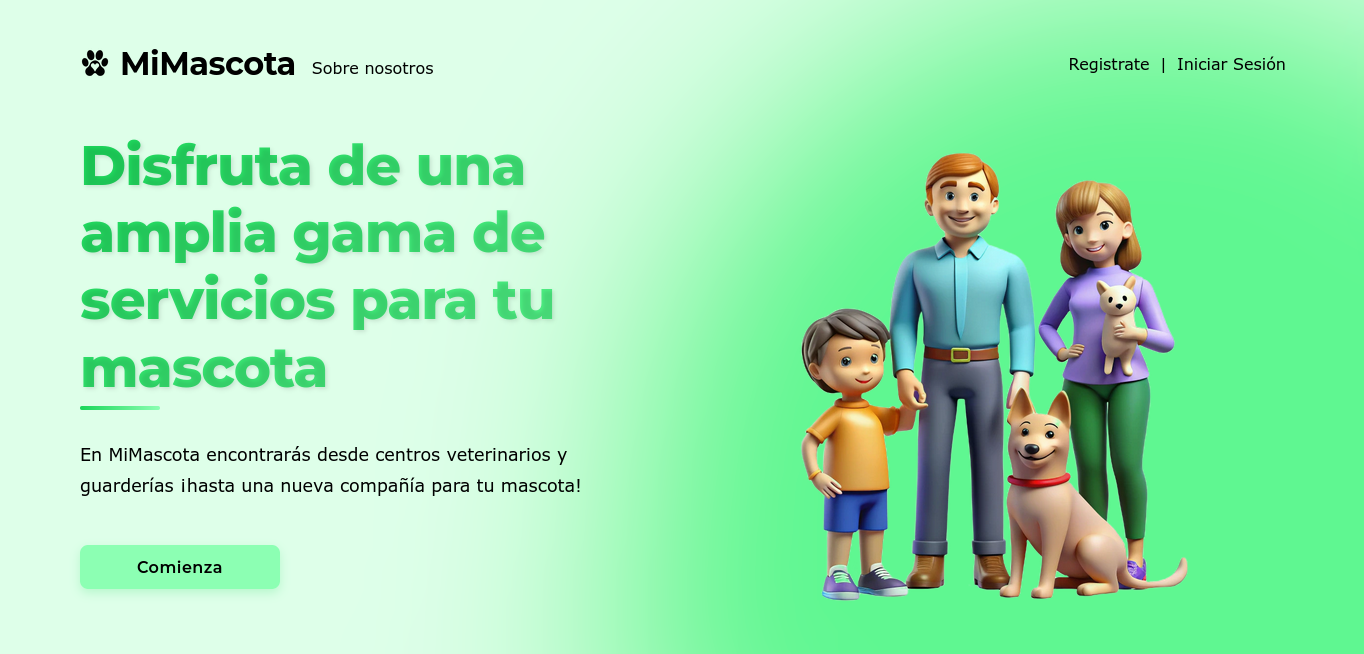 MiMascota Sobre nosotros
Registrate | Iniciar Sesión
Disfruta de una
amplia gama de
servicios para tu
mascota
En MiMascota encontrarás desde centros veterinarios y
guarderías ¡hasta una nueva compañía para tu mascota!
Comienza